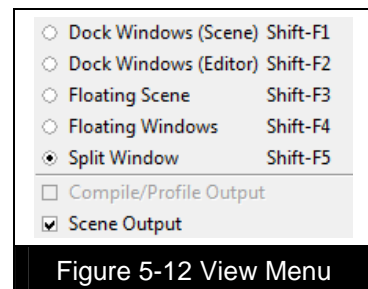 Dock Windows (Scene) Shift-F1
Dock Windows (Editor) Shift-F2
Floating Scene Shift-F3
Floating Windows Shift-F4
Split Window Shift-F5
Compile/Profile Output
Scene Output
Figure 5-12 View Menu